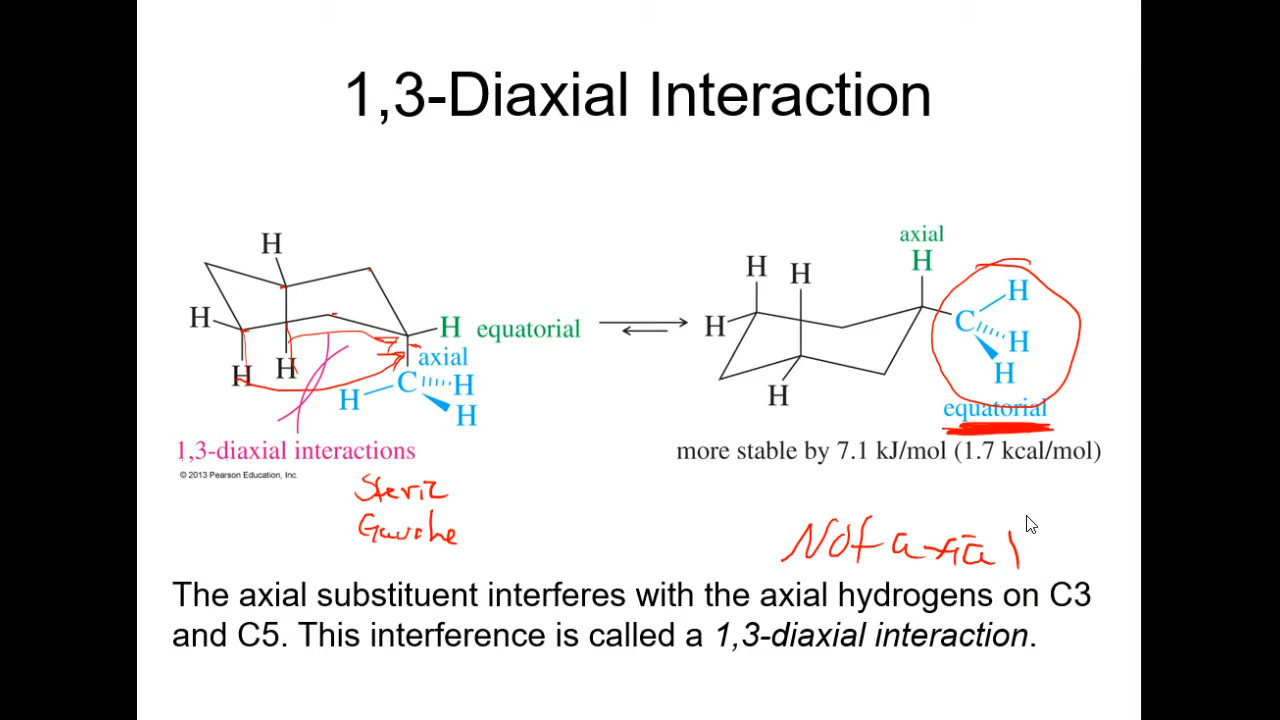 1,3-Diaxial Interaction
H
H
H
H
H equatorial
axial
C H
H
H
1,3-diaxial interactions
© 2013 Pearson Education, Inc.
axial
H
H
H
H
H
H
C
H
H
equatorial
more stable by 7.1 kJ/mol (1.7 kcal/mol)
Steric
Gauche
Not axial
The axial substituent interferes with the axial hydrogens on C3
and C5. This interference is called a 1,3-diaxial interaction.